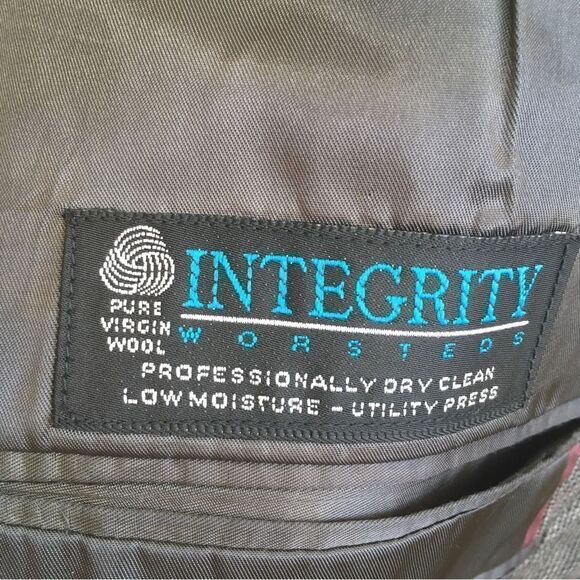 INTEGRITY
WORSTEDS
PURE
VIRGIN
WOOL
PROFESSIONALLY DRY CLEAN
LOW MOISTURE - UTILITY PRESS